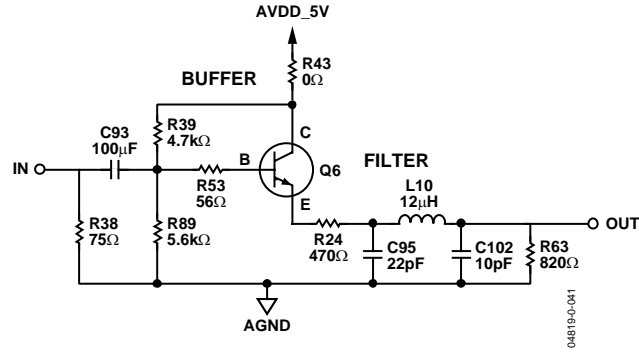 AVDD_5V
R43
0Ω
BUFFER
C93
100μF
R39
4.7kΩ
C
B
Q6
E
FILTER
IN
R53
56Ω
L10
12μH
OUT
R38
75Ω
R89
5.6kΩ
R24
470Ω
C95
22pF
C102
10pF
R63
820Ω
AGND
04819-0-041